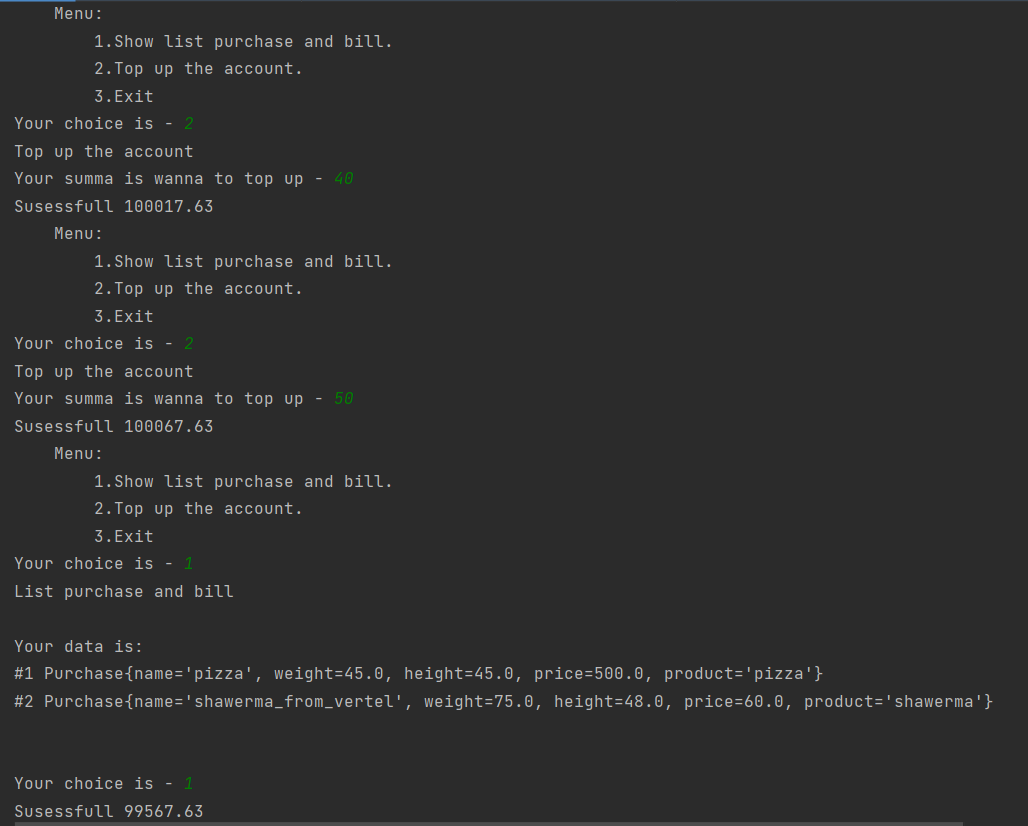 Menu:
1.Show list purchase and bill.
2.Top up the account.
3.Exit
Your choice is - 2
Top up the account
Your summa is wanna to top up - 40
Susessfull 100017.63
Menu:
1.Show list purchase and bill.
2.Top up the account.
3.Exit
Your choice is - 2
Top up the account
Your summa is wanna to top up - 50
Susessfull 100067.63
Menu:
1.Show list purchase and bill.
2.Top up the account.
3.Exit
Your choice is - 1
List purchase and bill
Your data is:
#1 Purchase{name='pizza', weight=45.0, height=45.0, price=500.0, product='pizza'}
#2 Purchase{name='shawerma_from_vertel', weight=75.0, height=48.0, price=60.0, product='shawerma'}
Your choice is - 1
Susessfull 99567.63